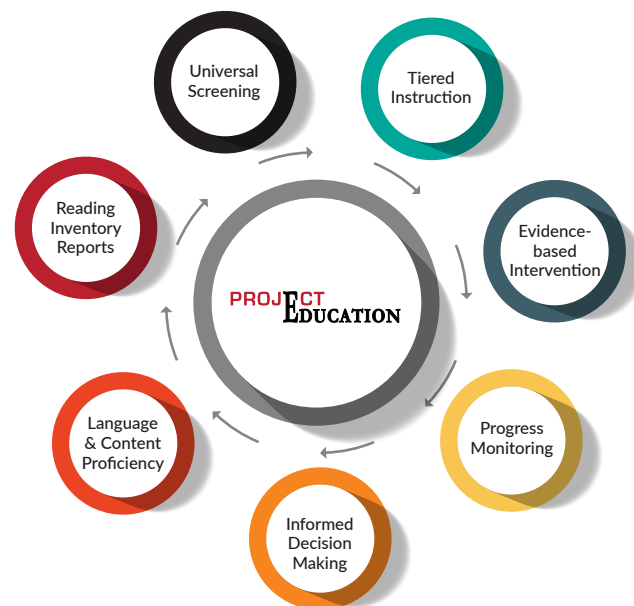 Universal
Screening
Tiered
Instruction
Evidence-
based
Intervention
Progress
Monitoring
Informed
Decision
Making
Language
& Content
Proficiency
Reading
Inventory
Reports
PROJECT
EDUCATION